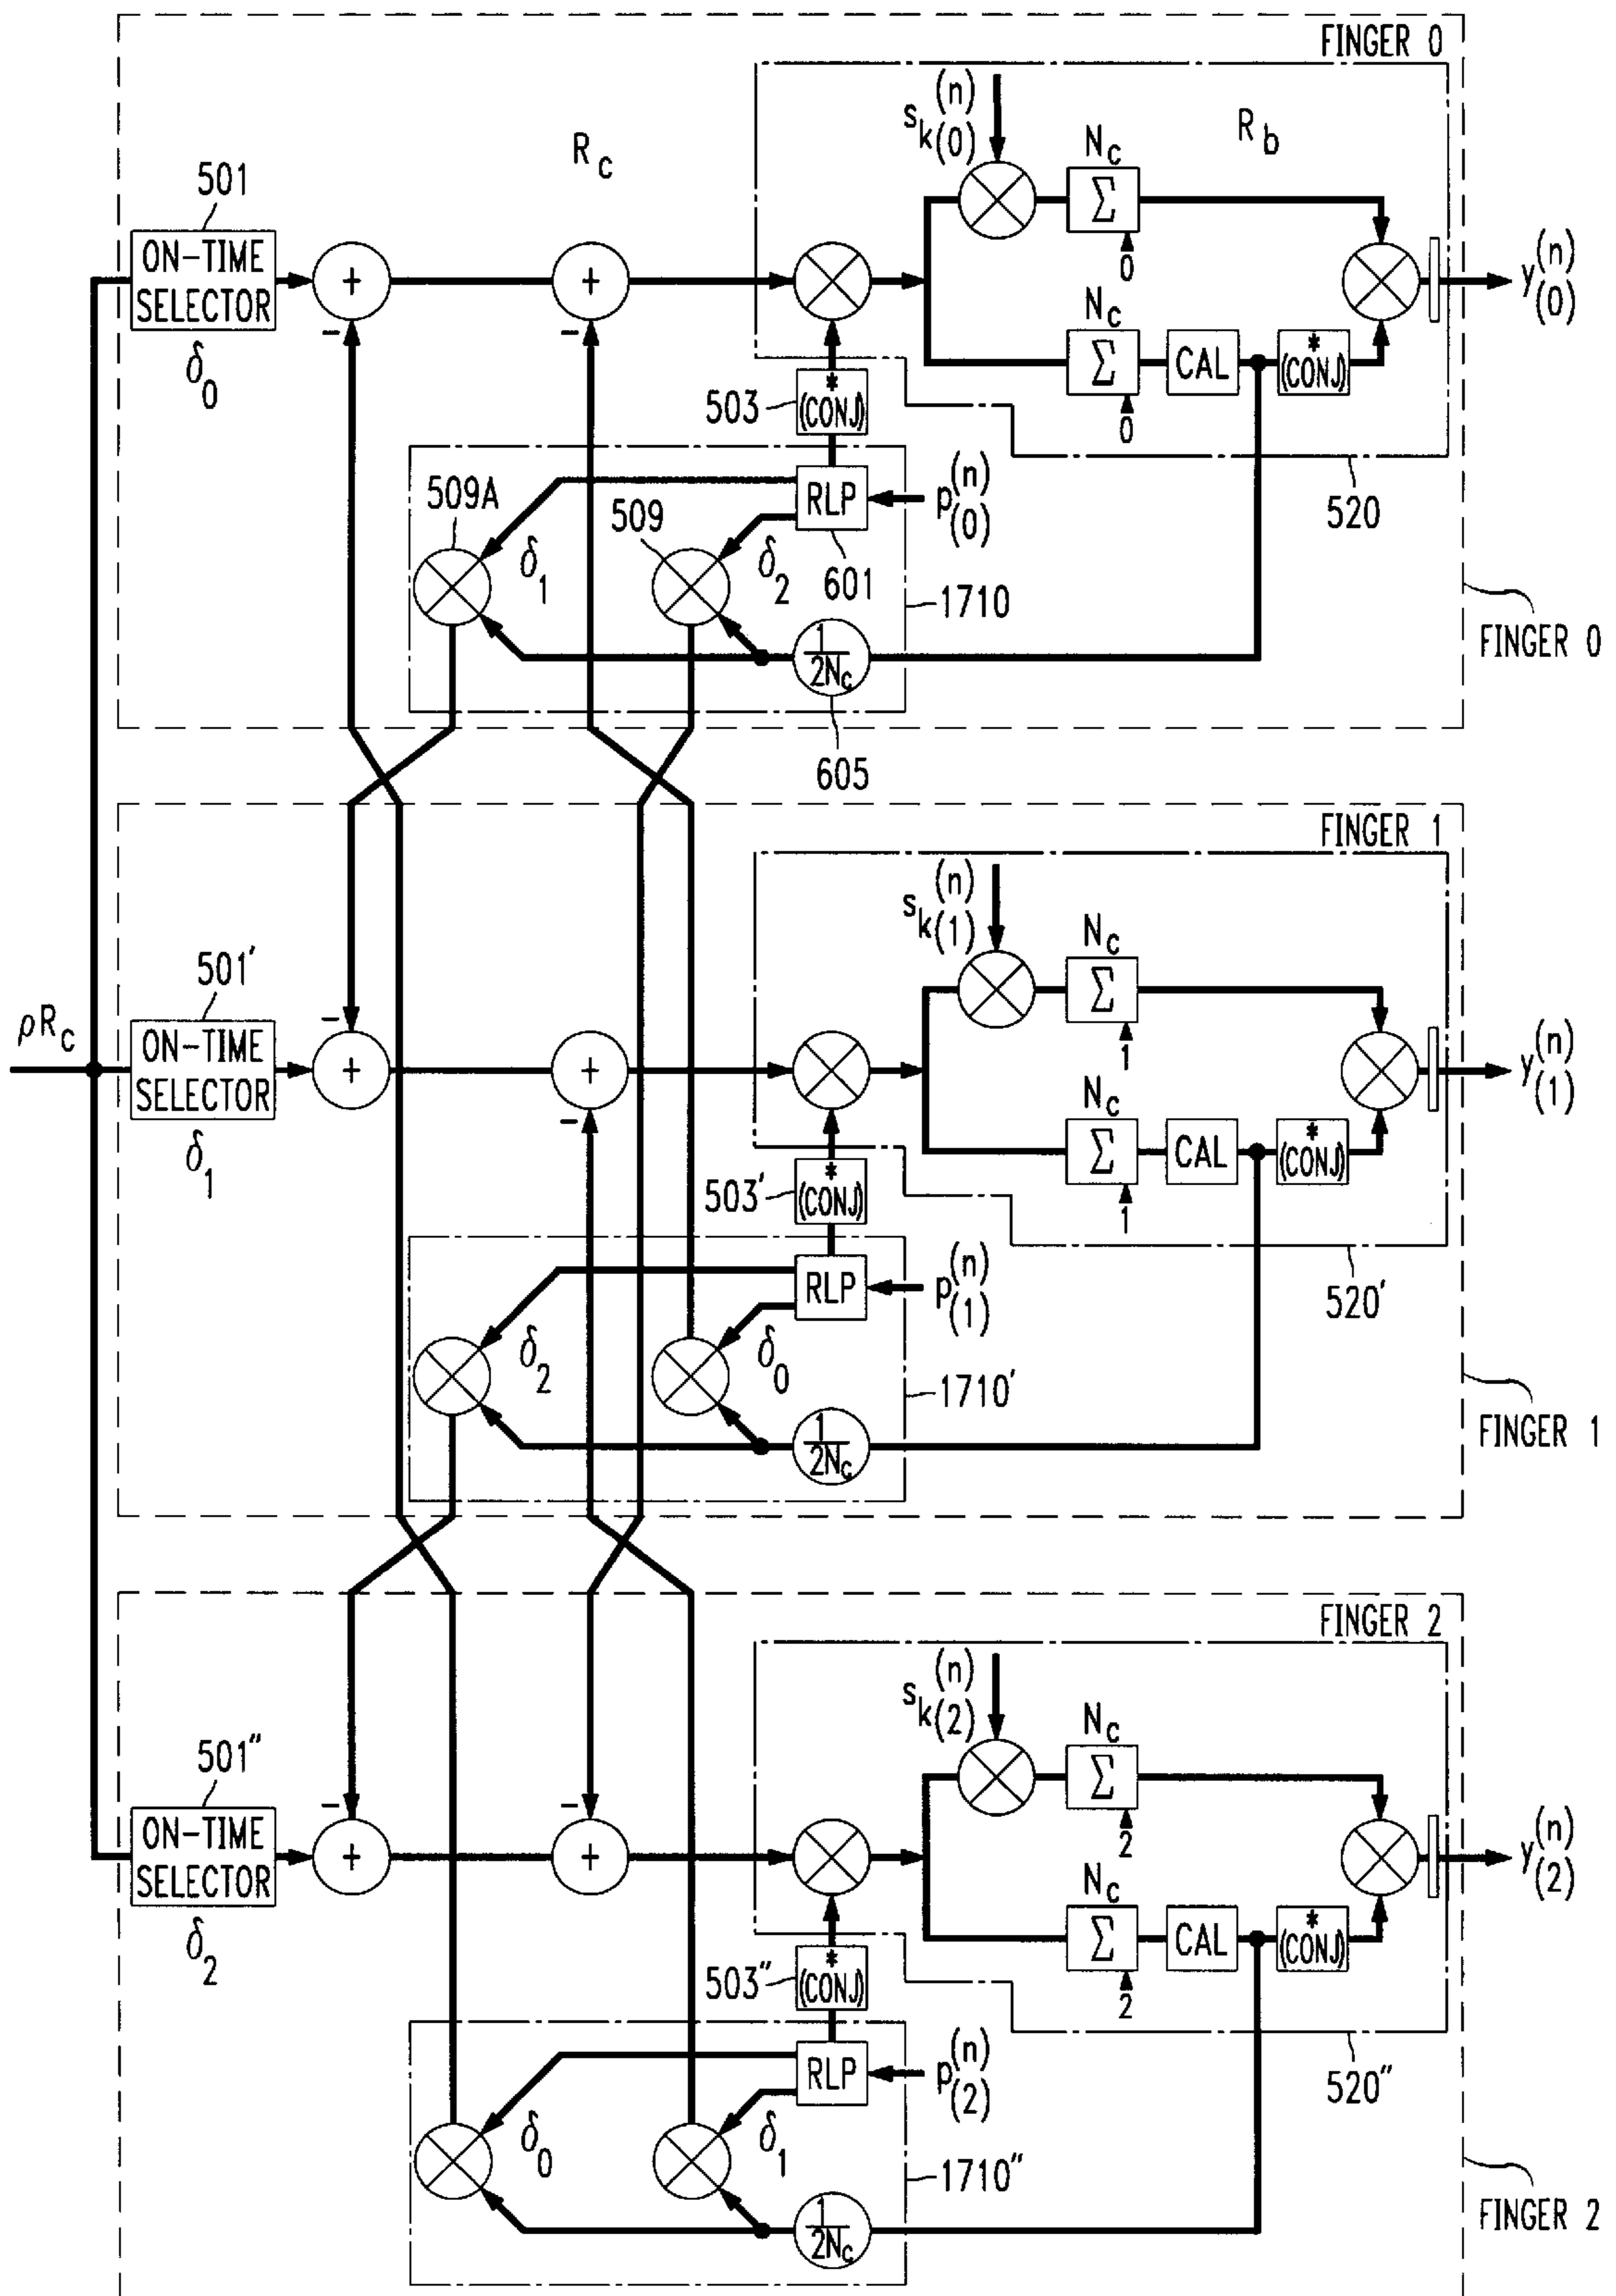 FINGER 0
s_{k(0)}^{(n)}
R_c
N_c
R_b
501
ON-TIME SELECTOR
+
+
Σ
0
y_{(0)}^{(n)}
-
-
δ_0
N_c
Σ
CAL
* (CONJ)
0
503
* (CONJ)
509A
509
RLP
p_{(0)}^{(n)}
520
δ_1
δ_2
601
1710
1/2N_c
FINGER 0
605
FINGER 1
s_{k(1)}^{(n)}
N_c
501'
Σ
1
ρR_c
ON-TIME SELECTOR
-
+
+
-
y_{(1)}^{(n)}
δ_1
N_c
Σ
CAL
* (CONJ)
1
503'
* (CONJ)
RLP
p_{(1)}^{(n)}
520'
δ_2
δ_0
1710'
1/2N_c
FINGER 1
FINGER 2
s_{k(2)}^{(n)}
N_c
501"
Σ
2
ON-TIME SELECTOR
-
+
-
+
y_{(2)}^{(n)}
δ_2
N_c
Σ
CAL
* (CONJ)
2
503"
* (CONJ)
RLP
p_{(2)}^{(n)}
520"
δ_0
δ_1
1710"
1/2N_c
FINGER 2